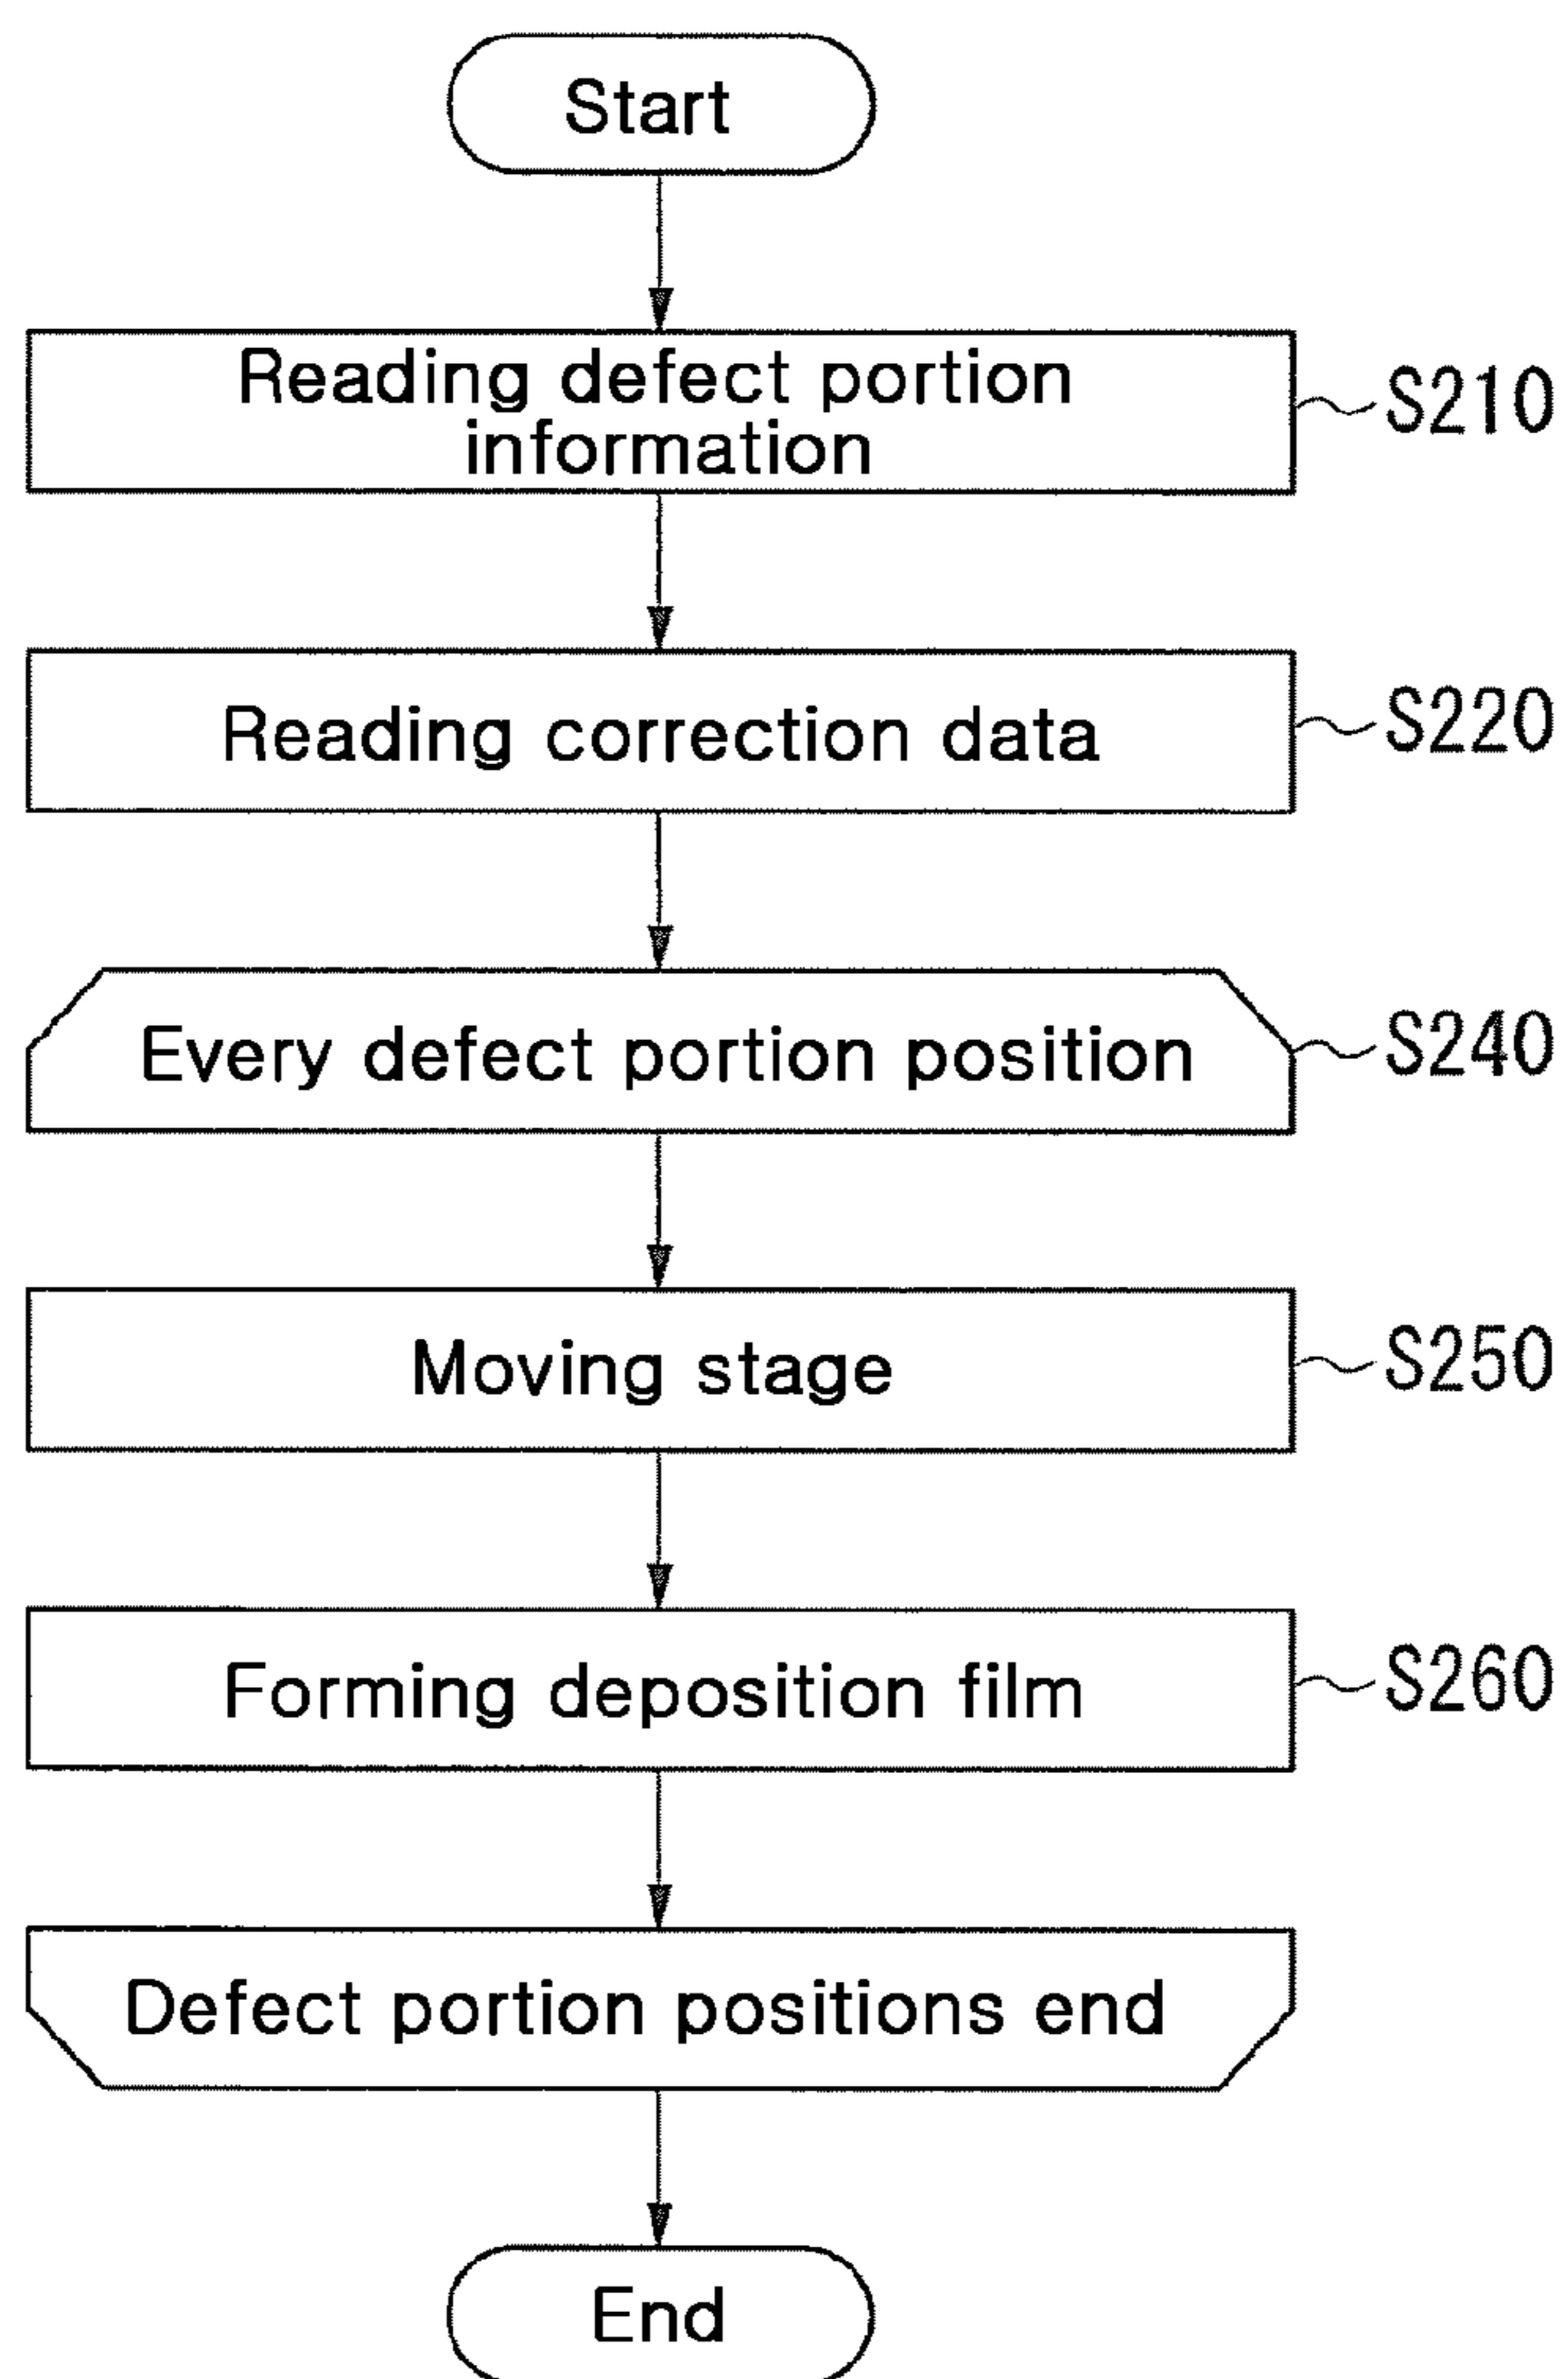 Start
Reading defect portion
information
S210
Reading correction data
S220
Every defect portion position
S240
Moving stage
S250
Forming deposition film
S260
Defect portion positions end
End